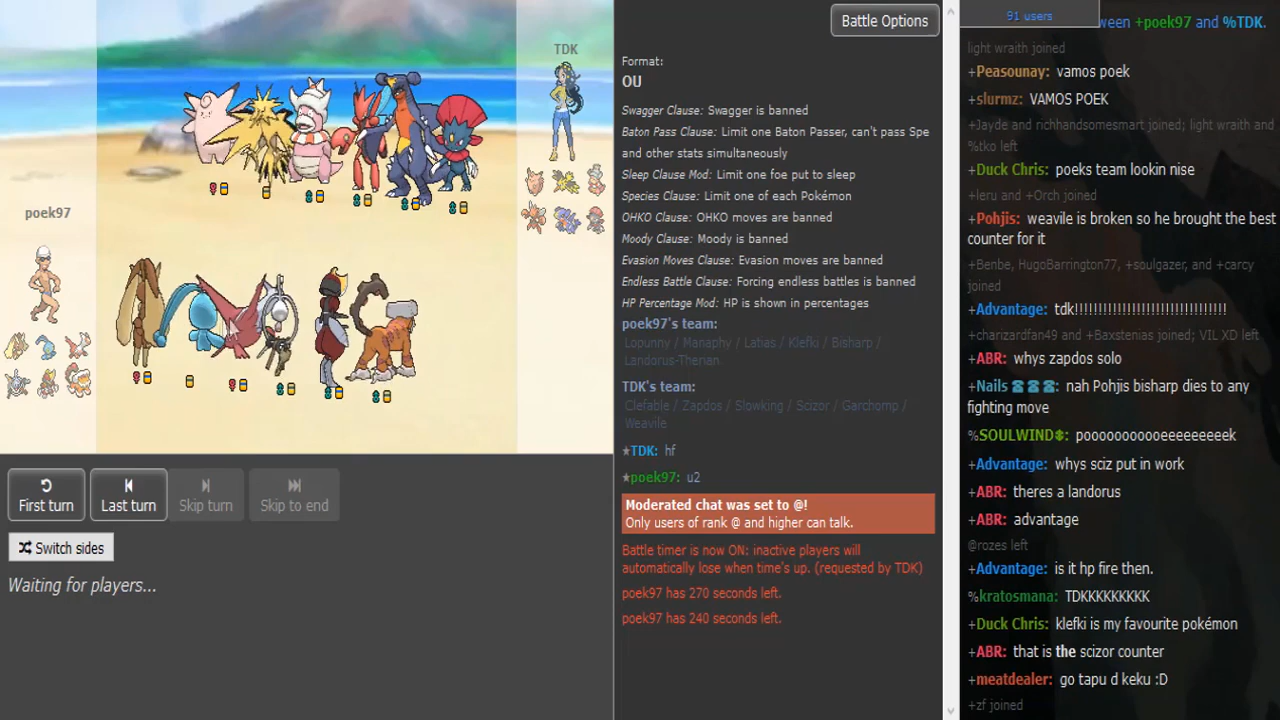 TDK
poek97
First turn
Last turn
Skip turn
Skip to end
Switch sides
Waiting for players...
Battle Options
Format:
OU
Swagger Clause: Swagger is banned
Baton Pass Clause: Limit one Baton Passer, can't pass Spe
and other stats simultaneously
Sleep Clause Mod: Limit one foe put to sleep
Species Clause: Limit one of each Pokémon
OHKO Clause: OHKO moves are banned
Moody Clause: Moody is banned
Evasion Moves Clause: Evasion moves are banned
Endless Battle Clause: Forcing endless battles is banned
HP Percentage Mod: HP is shown in percentages
poek97's team:
Lopunny / Manaphy / Latias / Klefki / Bisharp /
Landorus-Therian
TDK's team:
Clefable / Zapdos / Slowking / Scizor / Garchomp /
Weavile
★TDK: hf
★poek97: u2
Moderated chat was set to @!
Only users of rank @ and higher can talk.
Battle timer is now ON: inactive players will
automatically lose when time's up. (requested by TDK)
poek97 has 270 seconds left.
poek97 has 240 seconds left.
91 users
ween +poek97 and %TDK.
light wraith joined
+Peasounay: vamos poek
+slurmz: VAMOS POEK
+Jayde and richhandsomesmart joined; light wraith and
%tko left
+Duck Chris: poeks team lookin nise
+leru and +Orch joined
+Pohjis: weavile is broken so he brought the best
counter for it
+Benbe, HugoBarrington77, +soulgazer, and +carcy
joined
+Advantage: tdk!!!!!!!!!!!!!!!!!!!!!!!!!!!!!!!
+charizardfan49 and +Baxstenias joined; VIL XD left
+ABR: whys zapdos solo
+Nails ☎☎☎: nah Pohjis bisharp dies to any
fighting move
%SOULWIND⇞: poooooooooeeeeeeeek
+Advantage: whys sciz put in work
+ABR: theres a landorus
+ABR: advantage
@rozes left
+Advantage: is it hp fire then.
%kratosmana: TDKKKKKKKKK
+Duck Chris: klefki is my favourite pokémon
+ABR: that is the scizor counter
+meatdealer: go tapu d keku :D
+zf joined